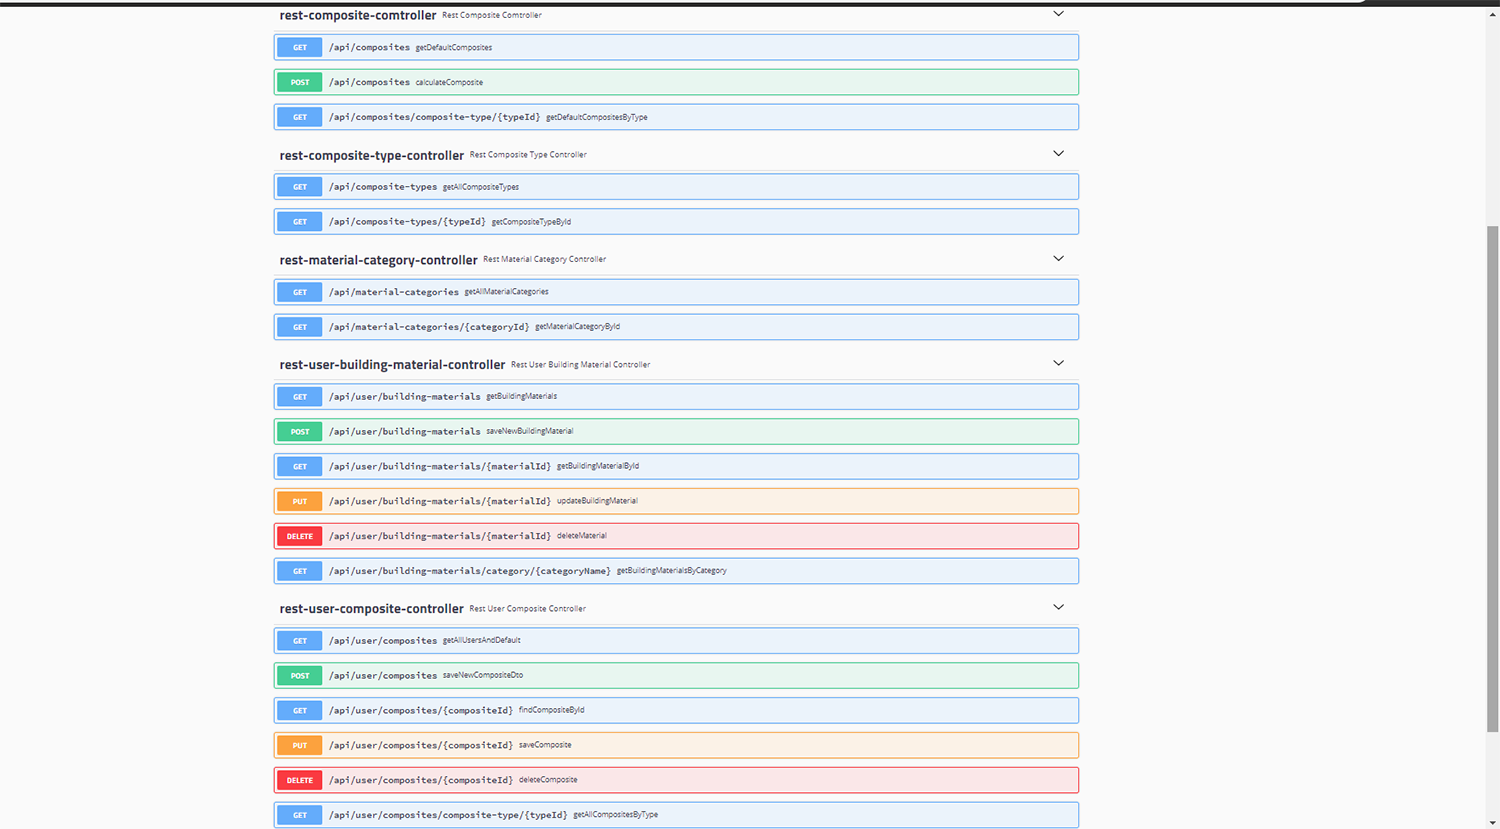 rest-composite-comtroller Rest Composite Comtroller
GET /api/composites getDefaultComposites
POST /api/composites calculateComposite
GET /api/composites/composite-type/{typeId} getDefaultCompositesByType
rest-composite-type-controller Rest Composite Type Controller
GET /api/composite-types getAllCompositeTypes
GET /api/composite-types/{typeId} getCompositeTypeById
rest-material-category-controller Rest Material Category Controller
GET /api/material-categories getAllMaterialCategories
GET /api/material-categories/{categoryId} getMaterialCategoryById
rest-user-building-material-controller Rest User Building Material Controller
GET /api/user/building-materials getBuildingMaterials
POST /api/user/building-materials saveNewBuildingMaterial
GET /api/user/building-materials/{materialId} getBuildingMaterialById
PUT /api/user/building-materials/{materialId} updateBuildingMaterial
DELETE /api/user/building-materials/{materialId} deleteMaterial
GET /api/user/building-materials/category/{categoryName} getBuildingMaterialsByCategory
rest-user-composite-controller Rest User Composite Controller
GET /api/user/composites getAllUsersAndDefault
POST /api/user/composites saveNewCompositeDto
GET /api/user/composites/{compositeId} findCompositeById
PUT /api/user/composites/{compositeId} saveComposite
DELETE /api/user/composites/{compositeId} deleteComposite
GET /api/user/composites/composite-type/{typeId} getAllCompositesByType